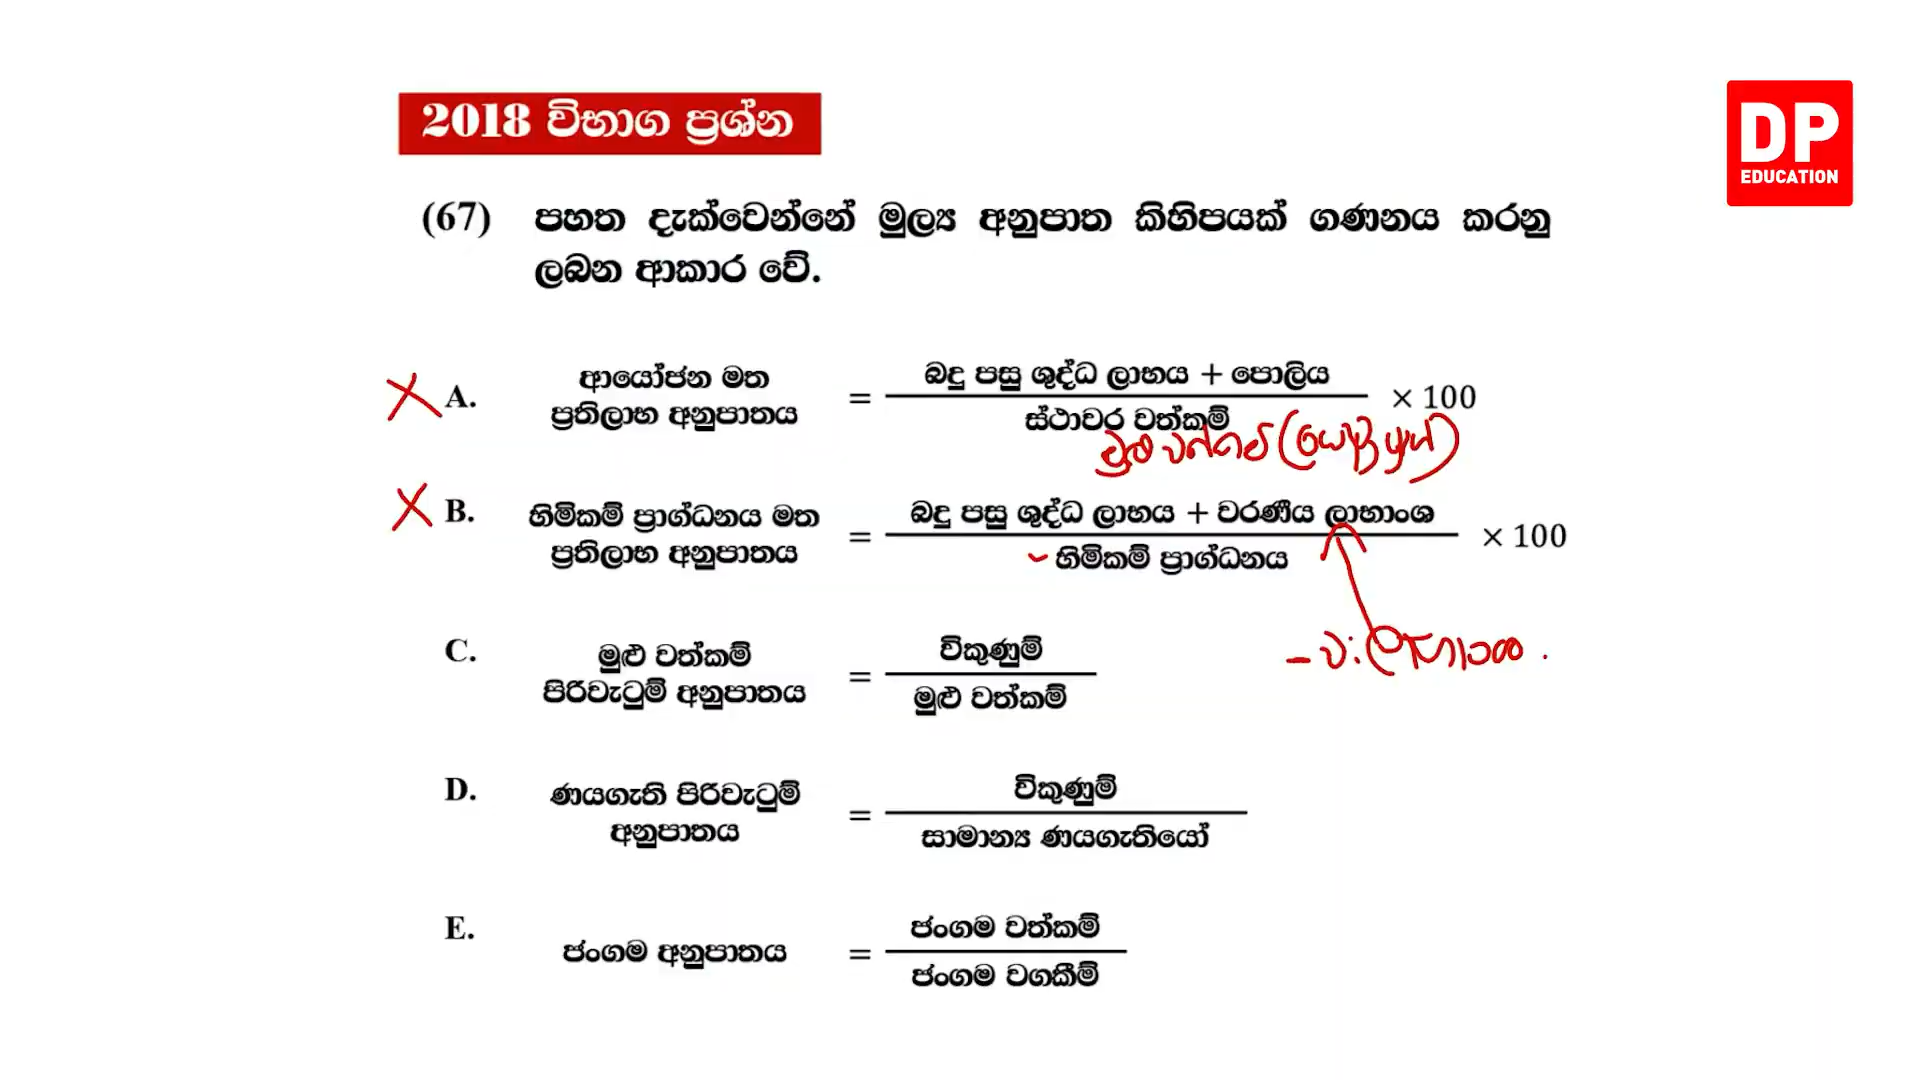 2018 විභාග ප්‍රශ්න
DP
EDUCATION
(67) පහත දැක්වෙන්නේ මූල්‍ය අනුපාත කිහිපයක් ගණනය කරනු
ලබන ආකාර වේ.
A. ආයෝජන මත
ප්‍රතිලාභ අනුපාතය
=
බදු පසු ශුද්ධ ලාභය + පොලිය
ස්ථාවර වත්කම්
× 100
B. හිමිකම් ප්‍රාග්ධනය මත
ප්‍රතිලාභ අනුපාතය
=
බදු පසු ශුද්ධ ලාභය + වරණීය ලාභාංශ
හිමිකම් ප්‍රාග්ධනය
× 100
C. මුළු වත්කම්
පිරිවැටුම් අනුපාතය
=
විකුණුම්
මුළු වත්කම්
D. ණයගැති පිරිවැටුම්
අනුපාතය
=
විකුණුම්
සාමාන්‍ය ණයගැතියෝ
E. ජංගම අනුපාතය
=
ජංගම වත්කම්
ජංගම වගකීම්